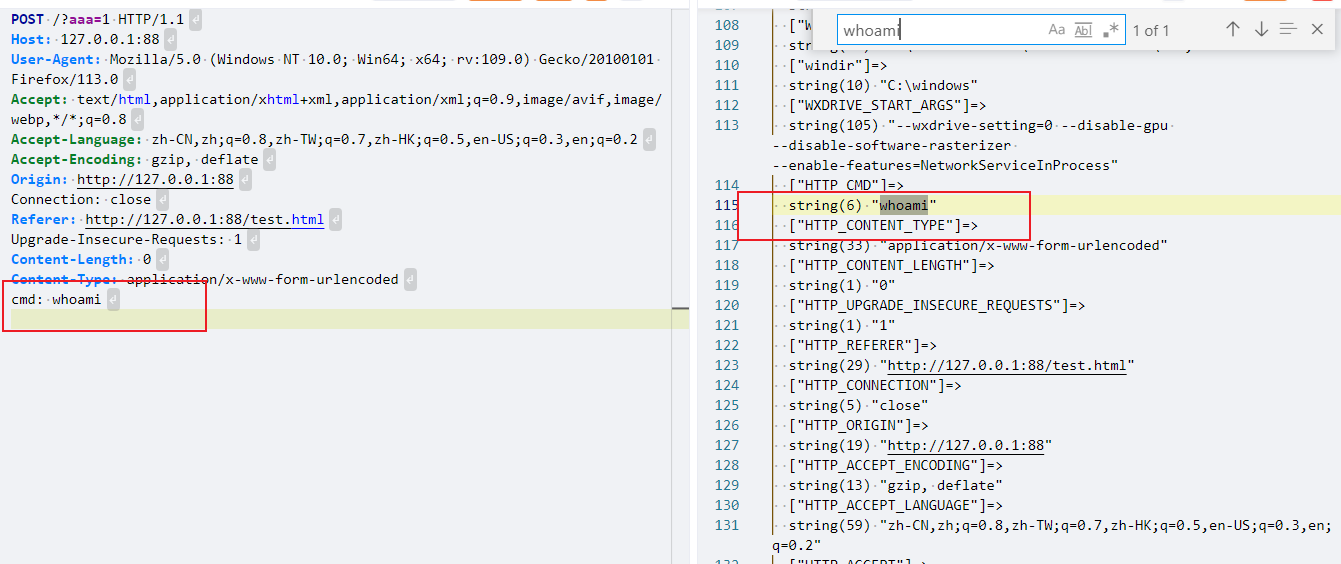 POST /?aaa=1 HTTP/1.1
Host: 127.0.0.1:88
User-Agent: Mozilla/5.0 (Windows NT 10.0; Win64; x64; rv:109.0) Gecko/20100101
Firefox/113.0
Accept: text/html,application/xhtml+xml,application/xml;q=0.9,image/avif,image/
webp,*/*;q=0.8
Accept-Language: zh-CN,zh;q=0.8,zh-TW;q=0.7,zh-HK;q=0.5,en-US;q=0.3,en;q=0.2
Accept-Encoding: gzip, deflate
Origin: http://127.0.0.1:88
Connection: close
Referer: http://127.0.0.1:88/test.html
Upgrade-Insecure-Requests: 1
Content-Length: 0
Content-Type: application/x-www-form-urlencoded
cmd: whoami
whoami
Aa Abl .* 1 of 1
108 ["W
109
110 ["windir"]=>
111 string(10) "C:\windows"
112 ["WXDRIVE_START_ARGS"]=>
113 string(105) "--wxdrive-setting=0 --disable-gpu
--disable-software-rasterizer
--enable-features=NetworkServiceInProcess"
114 ["HTTP_CMD"]=>
115 string(6) "whoami"
116 ["HTTP_CONTENT_TYPE"]=>
117 string(33) "application/x-www-form-urlencoded"
118 ["HTTP_CONTENT_LENGTH"]=>
119 string(1) "0"
120 ["HTTP_UPGRADE_INSECURE_REQUESTS"]=>
121 string(1) "1"
122 ["HTTP_REFERER"]=>
123 string(29) "http://127.0.0.1:88/test.html"
124 ["HTTP_CONNECTION"]=>
125 string(5) "close"
126 ["HTTP_ORIGIN"]=>
127 string(19) "http://127.0.0.1:88"
128 ["HTTP_ACCEPT_ENCODING"]=>
129 string(13) "gzip, deflate"
130 ["HTTP_ACCEPT_LANGUAGE"]=>
131 string(59) "zh-CN,zh;q=0.8,zh-TW;q=0.7,zh-HK;q=0.5,en-US;q=0.3,en;
q=0.2"
132 ["HTTP_ACCEPT"]=>